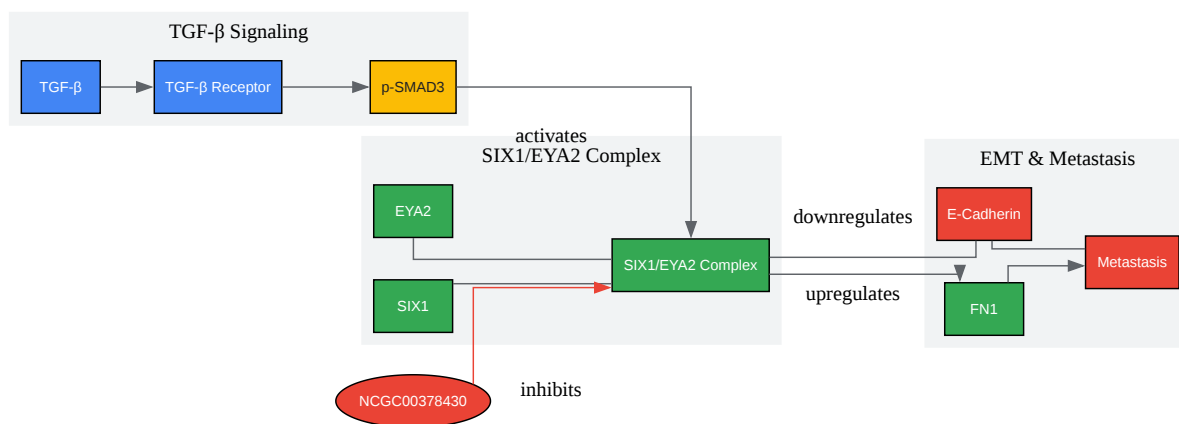 TGF-β Signaling
TGF-β
TGF-β Receptor
p-SMAD3
activates
SIX1/EYA2 Complex
EMT & Metastasis
EYA2
E-Cadherin
downregulates
SIX1/EYA2 Complex
Metastasis
upregulates
SIX1
FN1
inhibits
NCGC00378430